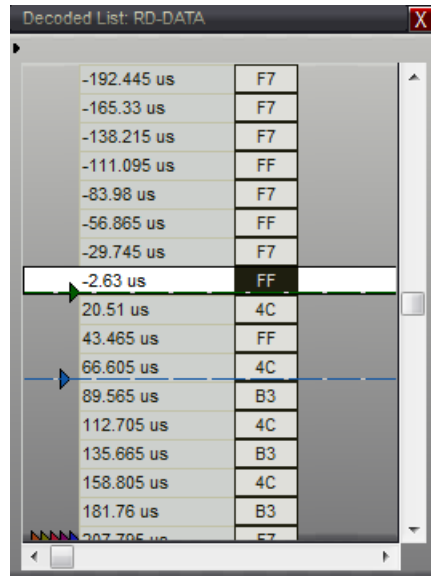 Decoded List: RD-DATA X
-192.445 us F7
-165.33 us F7
-138.215 us F7
-111.095 us FF
-83.98 us F7
-56.865 us FF
-29.745 us F7
-2.63 us FF
20.51 us 4C
43.465 us FF
66.605 us 4C
89.565 us B3
112.705 us 4C
135.665 us B3
158.805 us 4C
181.76 us B3